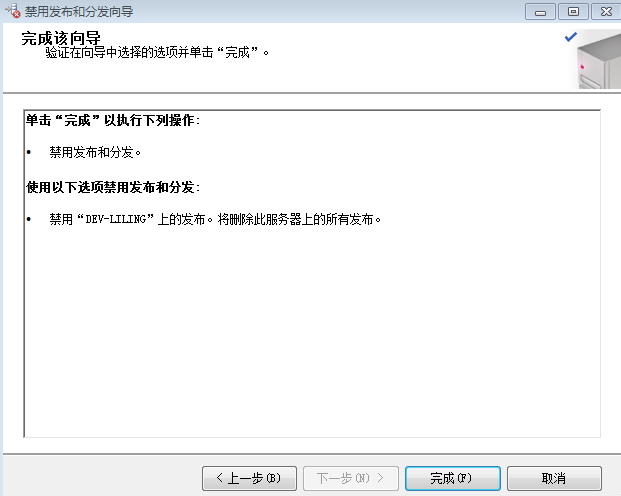 禁用发布和分发向导
完成该向导
验证在向导中选择的选项并单击“完成”。
单击“完成”以执行下列操作:
• 禁用发布和分发。
使用以下选项禁用发布和分发:
• 禁用“DEV-LILING”上的发布。将删除此服务器上的所有发布。
< 上一步(B) 下一步(N) > 完成(F) 取消